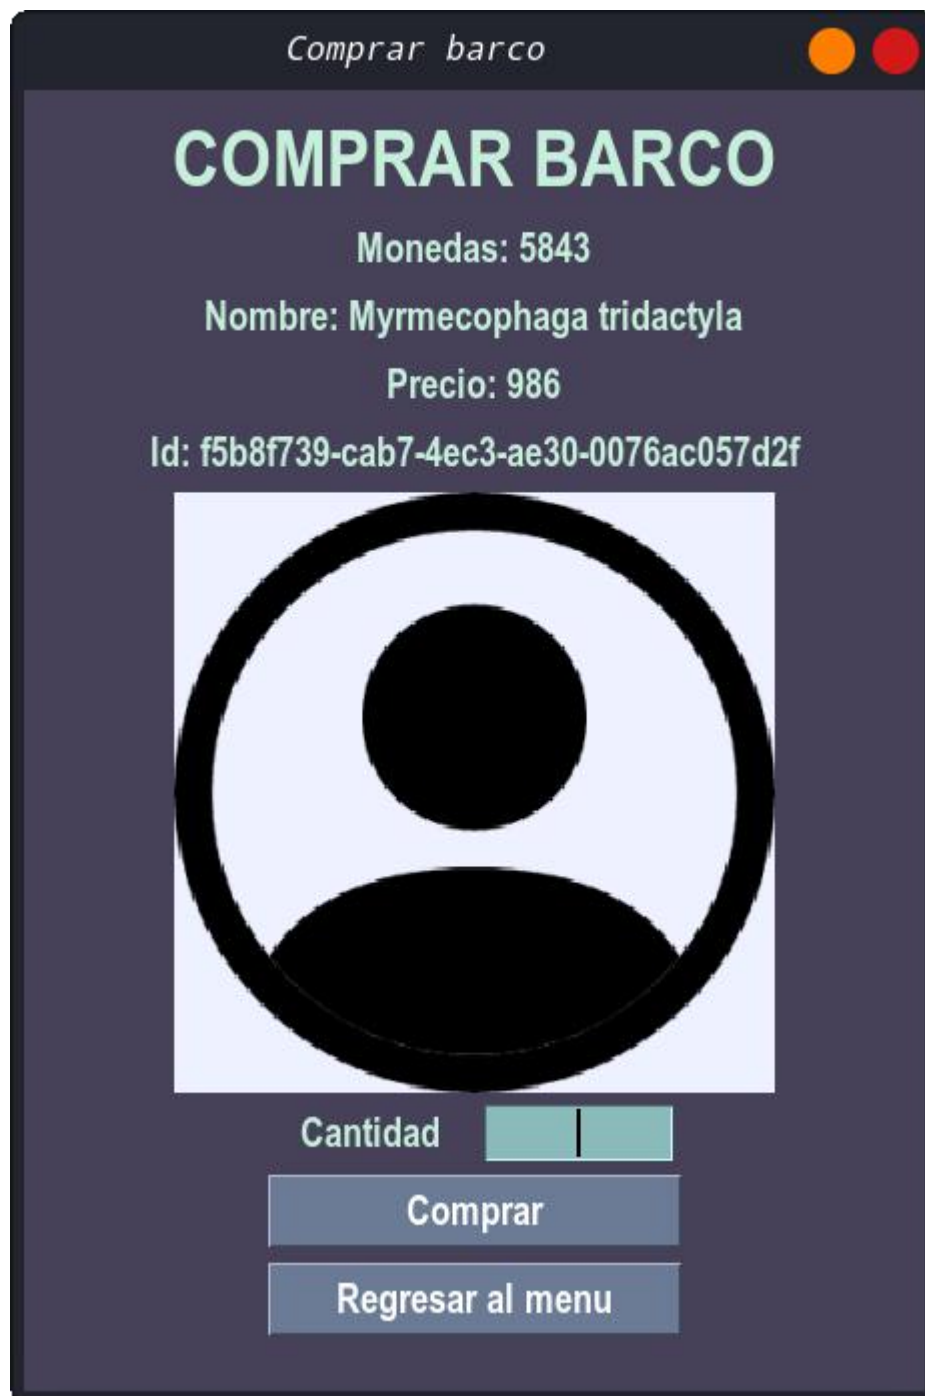 Comprar barco
COMPRAR BARCO
Monedas: 5843
Nombre: Myrmecophaga tridactyla
Precio: 986
Id: f5b8f739-cab7-4ec3-ae30-0076ac057d2f
Cantidad
Comprar
Regresar al menu